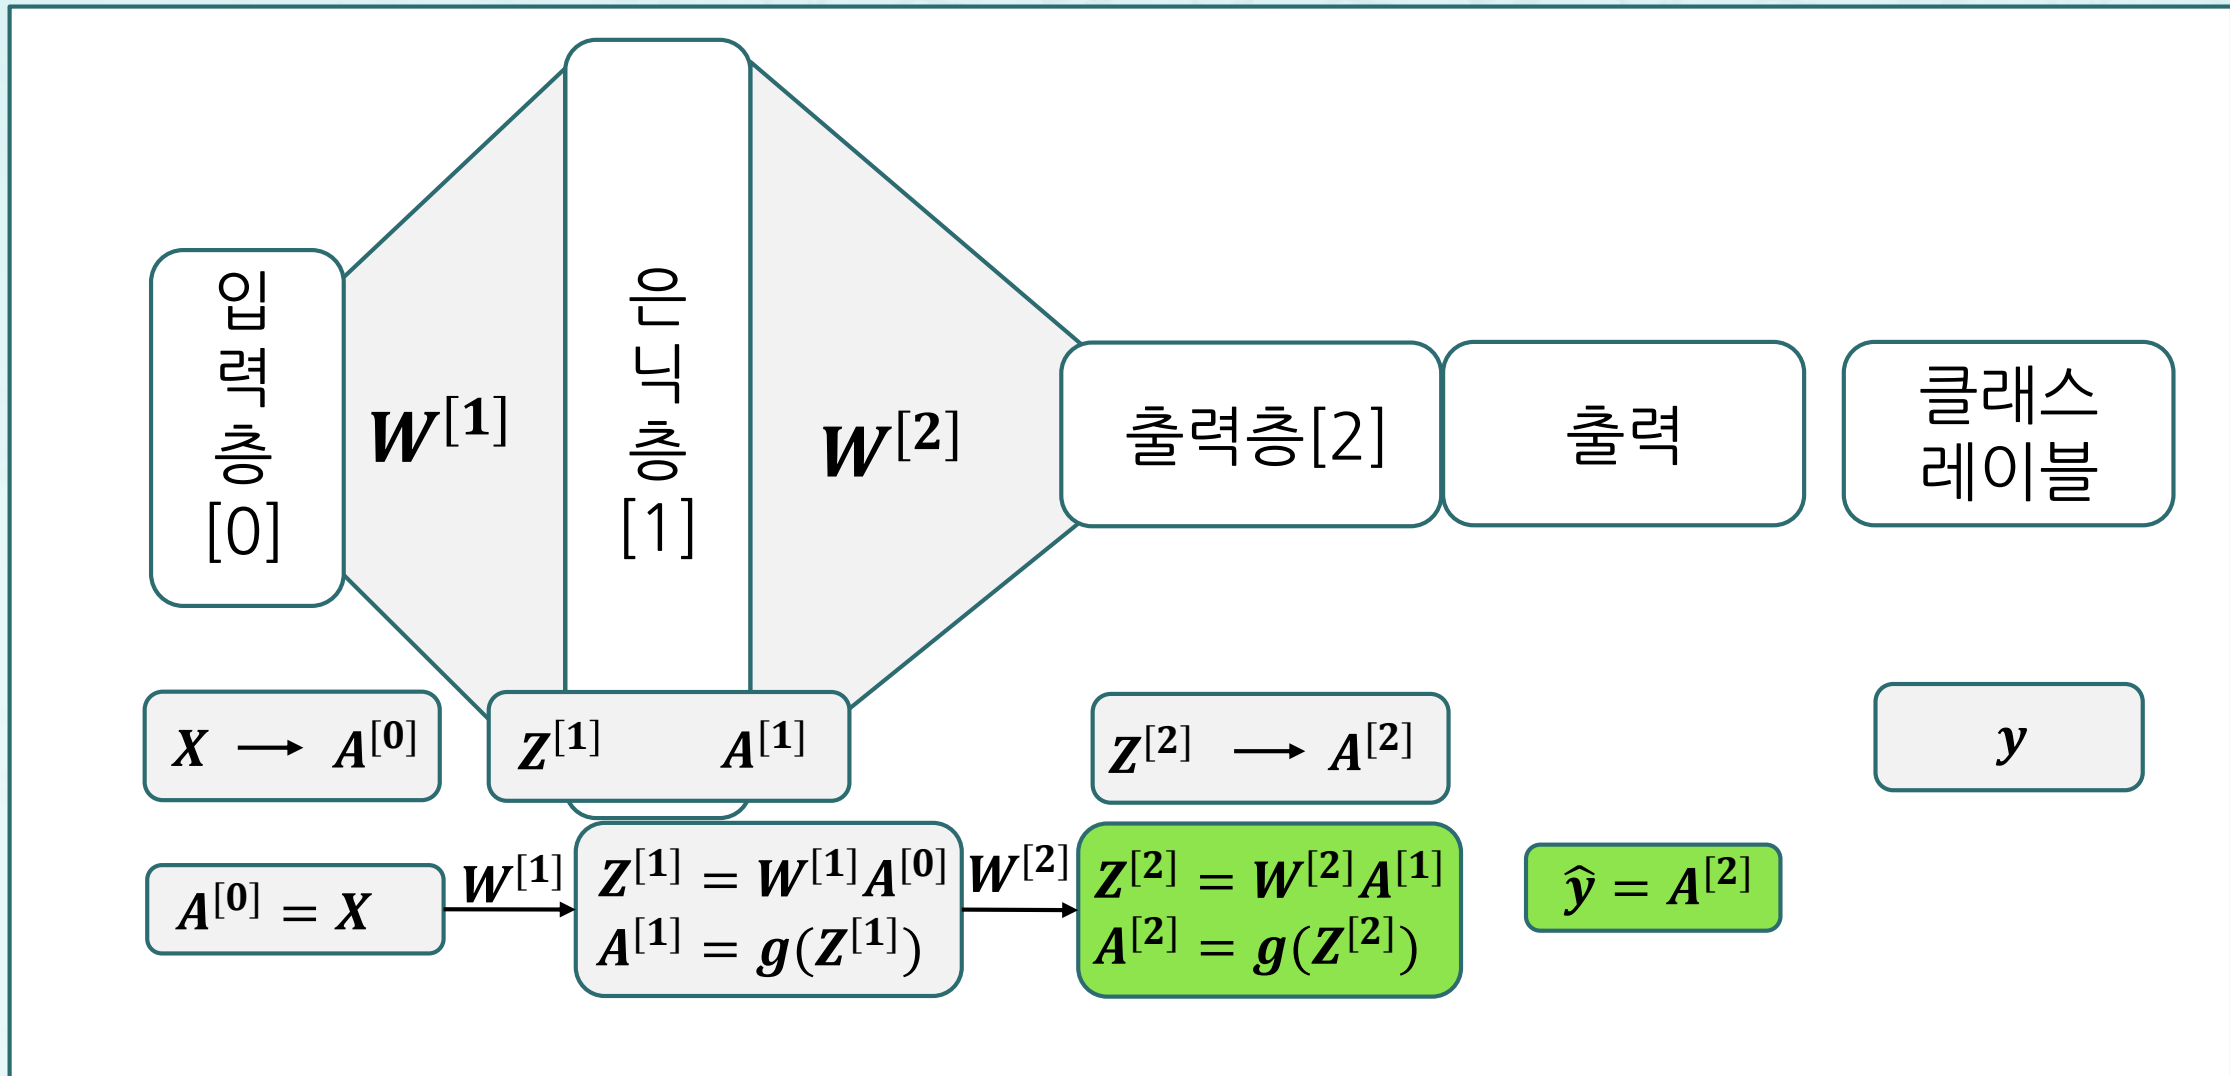 입
력
층
[0]
W^[1]
은
닉
층
[1]
W^[2]
출력층[2]
출력
클래스
레이블
X → A^[0]
Z^[1] A^[1]
Z^[2] → A^[2]
y
A^[0] = X
W^[1]
Z^[1] = W^[1]A^[0]
A^[1] = g(Z^[1])
W^[2]
Z^[2] = W^[2]A^[1]
A^[2] = g(Z^[2])
ŷ = A^[2]